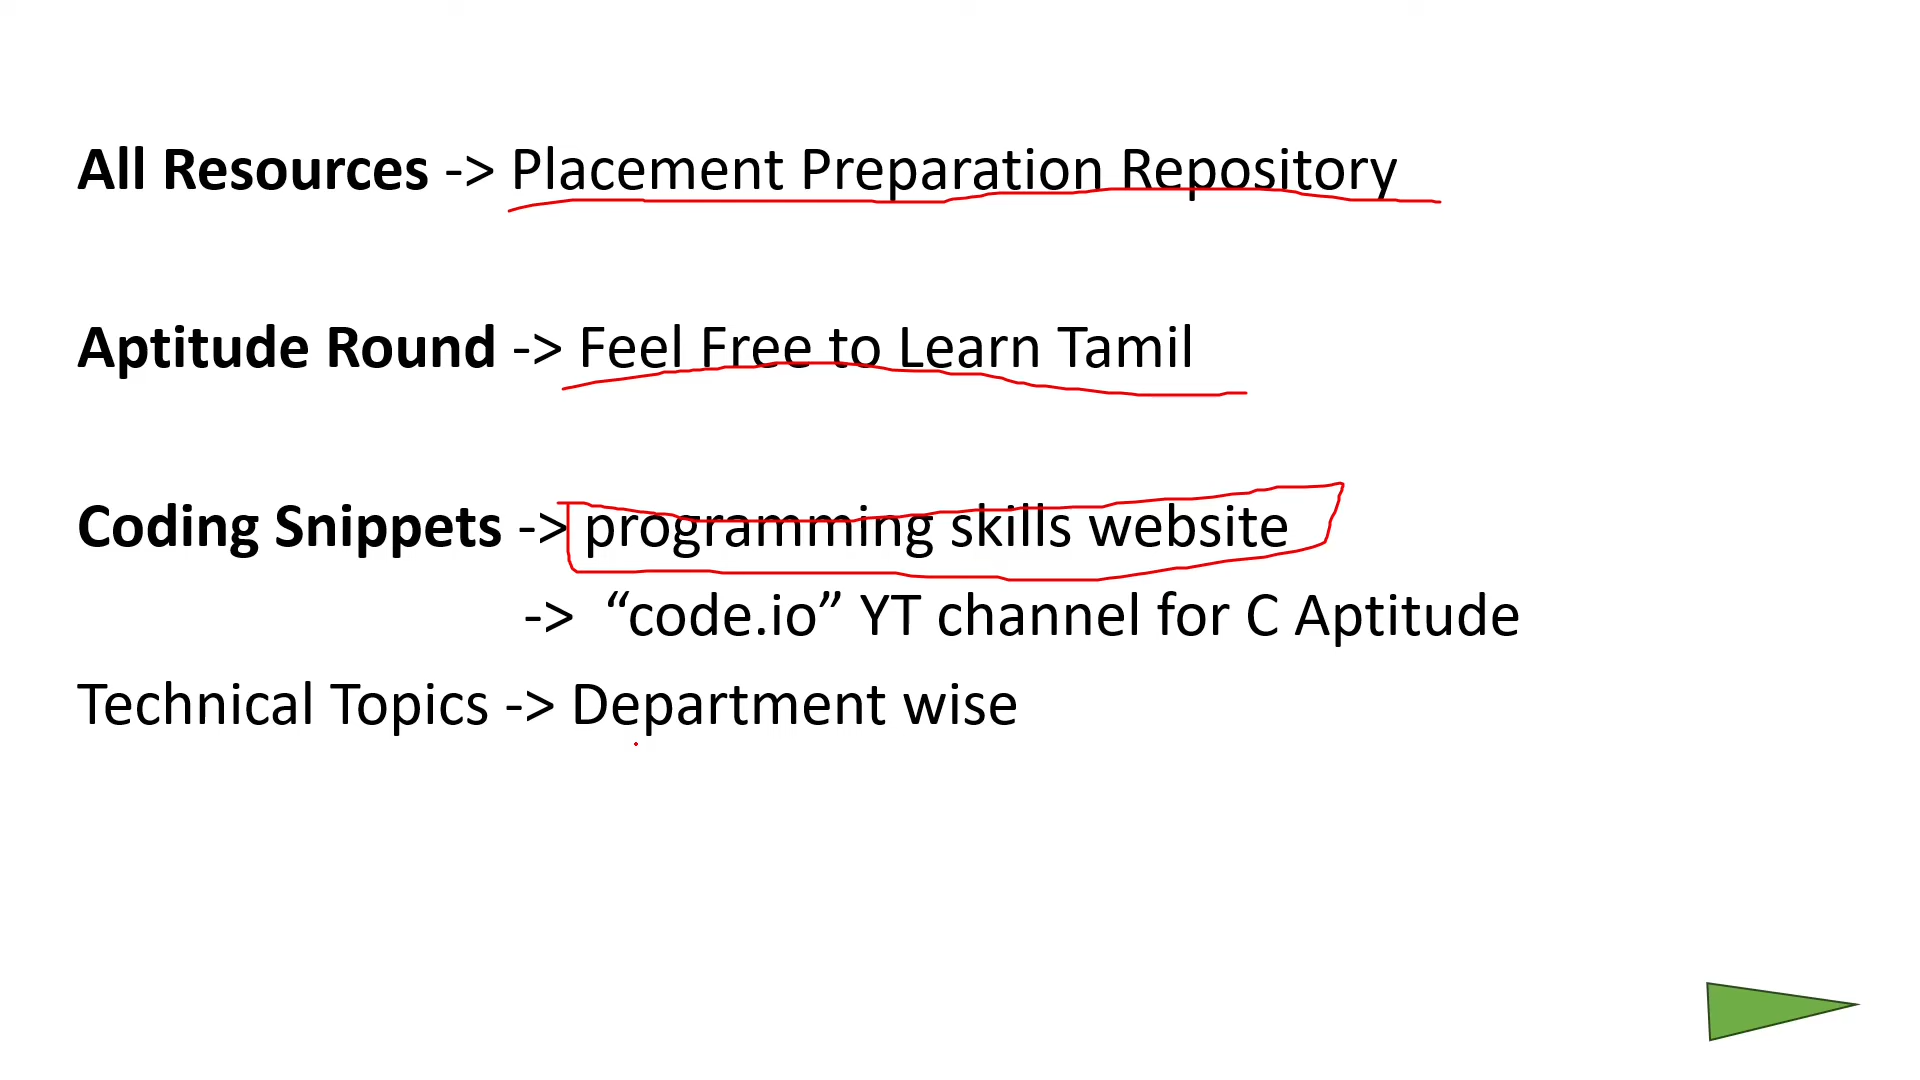 All Resources -> Placement Preparation Repository
Aptitude Round -> Feel Free to Learn Tamil
Coding Snippets -> programming skills website
-> “code.io” YT channel for C Aptitude
Technical Topics -> Department wise